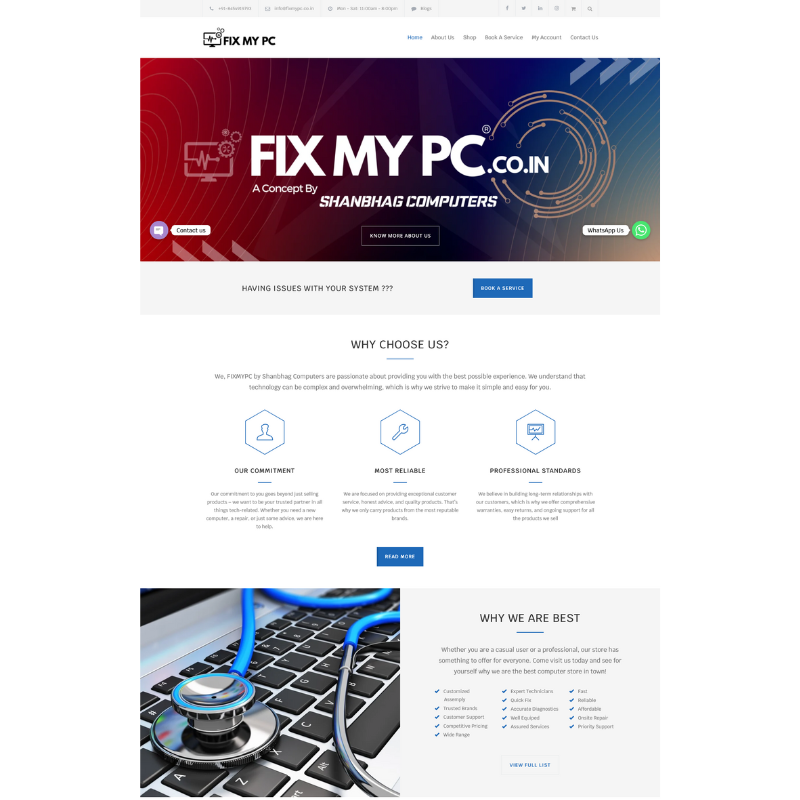 Mon - Sat: 10:00am - 8:00pm
Blogs
FIX MY PC
Home About Us Shop Book A Service My Account Contact Us
FIX MY PC.CO.IN
®
A Concept By
SHANBHAG COMPUTERS
Contact us
WhatsApp Us
KNOW MORE ABOUT US
HAVING ISSUES WITH YOUR SYSTEM ???
BOOK A SERVICE
WHY CHOOSE US?
We, FIXMYPC by Shanbhag Computers are passionate about providing you with the best possible experience. We understand that
technology can be complex and overwhelming, which is why we strive to make it simple and easy for you.
OUR COMMITMENT
Our commitment to you goes beyond just selling
products – we want to be your trusted partner in all
things tech-related. Whether you need a new
computer, a repair, or just some advice, we are here
to help.
MOST RELIABLE
We are focused on providing exceptional customer
service, honest advice, and quality products. That's
why we only carry products from the most reputable
brands.
PROFESSIONAL STANDARDS
We believe in building long-term relationships with
our customers, which is why we offer comprehensive
warranties, easy returns, and ongoing support for all
the products we sell
READ MORE
WHY WE ARE BEST
Whether you are a casual user or a professional, our store has
something to offer for everyone. Come visit us today and see for
yourself why we are the best computer store in town!
Customized
Assemply
Trusted Brands
Customer Support
Competitive Pricing
Wide Range
Expert Technicians
Quick Fix
Accurate Diagnostics
Well Equiped
Assured Services
Fast
Reliable
Affordable
Onsite Repair
Priority Support
VIEW FULL LIST
A
Z
X
Alt